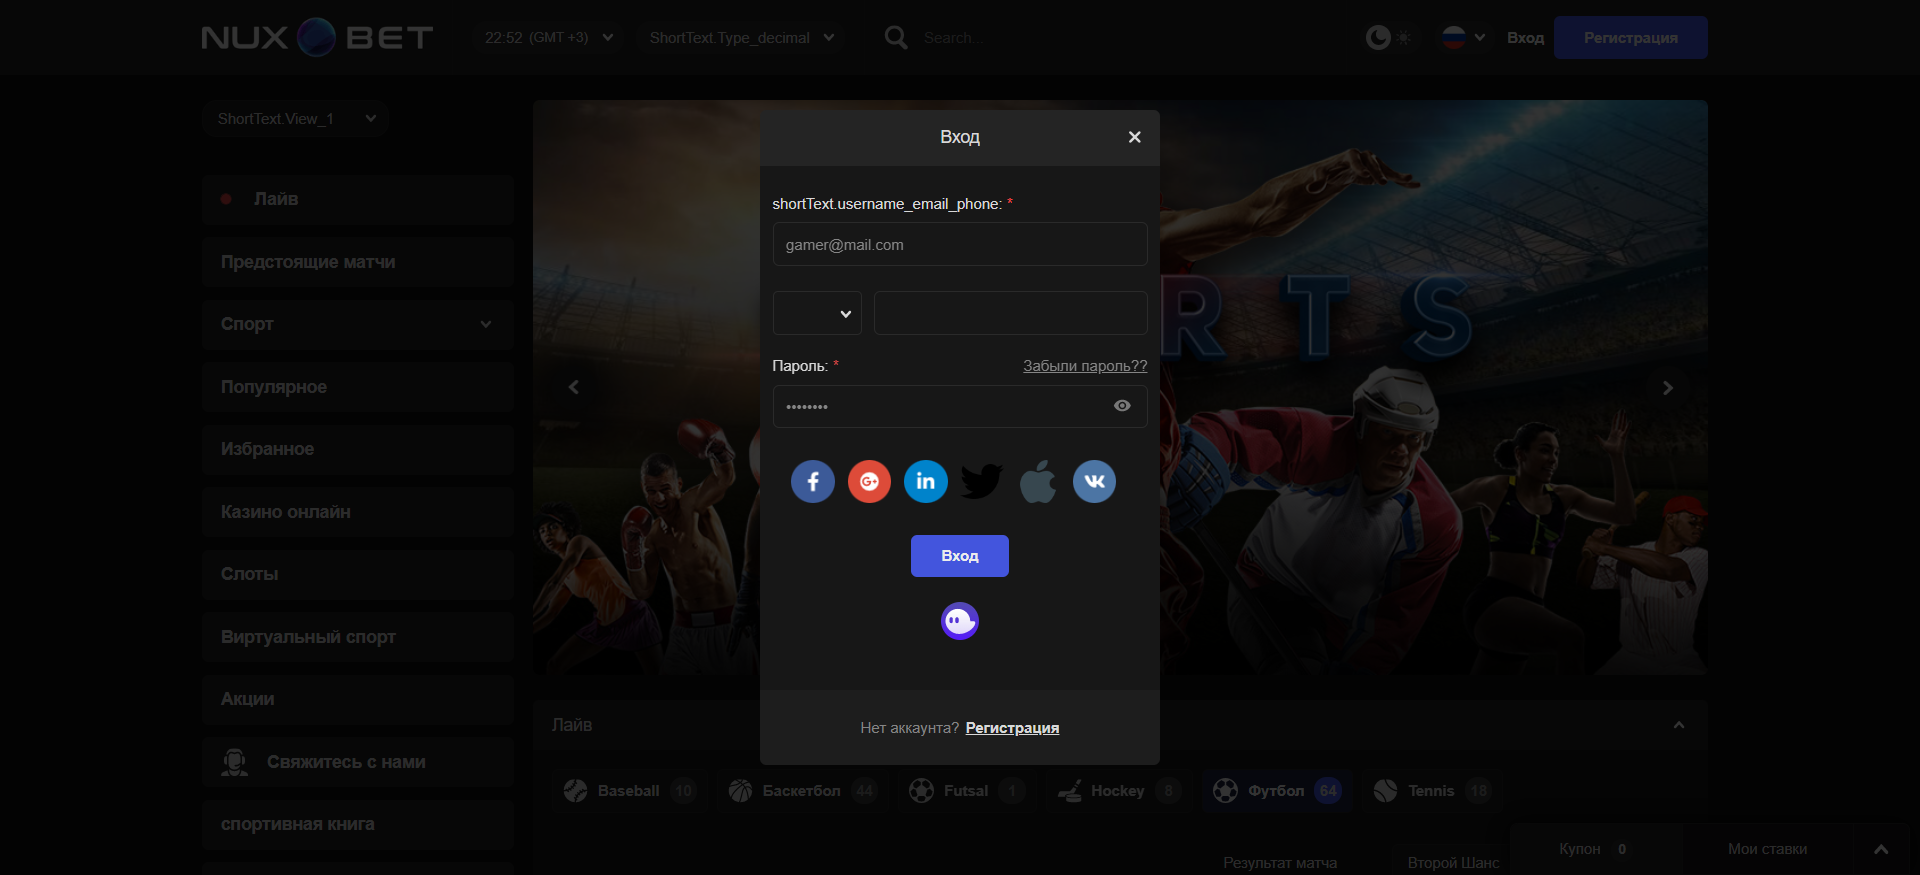 NUX BET
22:52 (GMT +3)
ShortText.Type_decimal
Search...
Вход
Регистрация
ShortText.View_1
Лайв
Предстоящие матчи
Спорт
Популярное
Избранное
Казино онлайн
Слоты
Виртуальный спорт
Акции
Свяжитесь с нами
спортивная книга
RTS
Вход
shortText.username_email_phone: *
gamer@mail.com
Пароль: *
Забыли пароль??
••••••••
Вход
Нет аккаунта? Регистрация
Лайв
Baseball 10
Баскетбол 44
Futsal 1
Hockey 8
Футбол 64
Tennis 18
Результат матча
Второй Шанс
Купон 0
Мои ставки